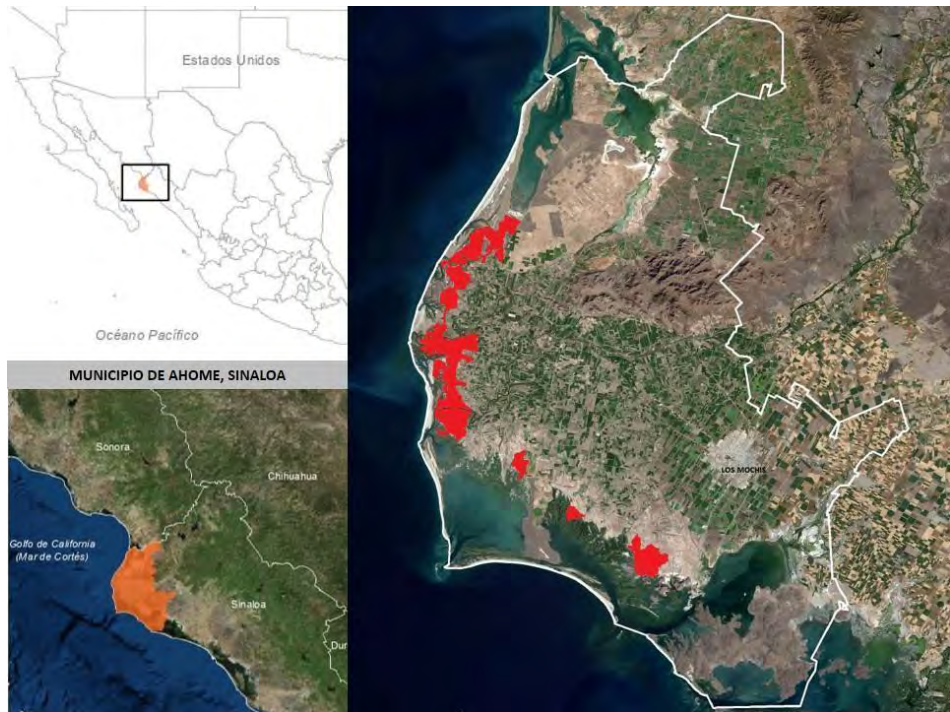 Estados Unidos
Océano Pacífico
MUNICIPIO DE AHOME, SINALOA
Sonora
Chihuahua
Golfo de California
(Mar de Cortés)
Sinaloa
Dur
LOS MOCHIS